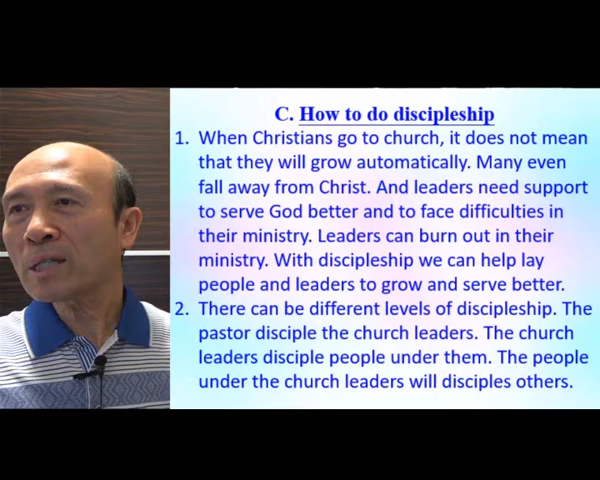 C. How to do discipleship
1. When Christians go to church, it does not mean
that they will grow automatically. Many even
fall away from Christ. And leaders need support
to serve God better and to face difficulties in
their ministry. Leaders can burn out in their
ministry. With discipleship we can help lay
people and leaders to grow and serve better.
2. There can be different levels of discipleship. The
pastor disciple the church leaders. The church
leaders disciple people under them. The people
under the church leaders will disciples others.